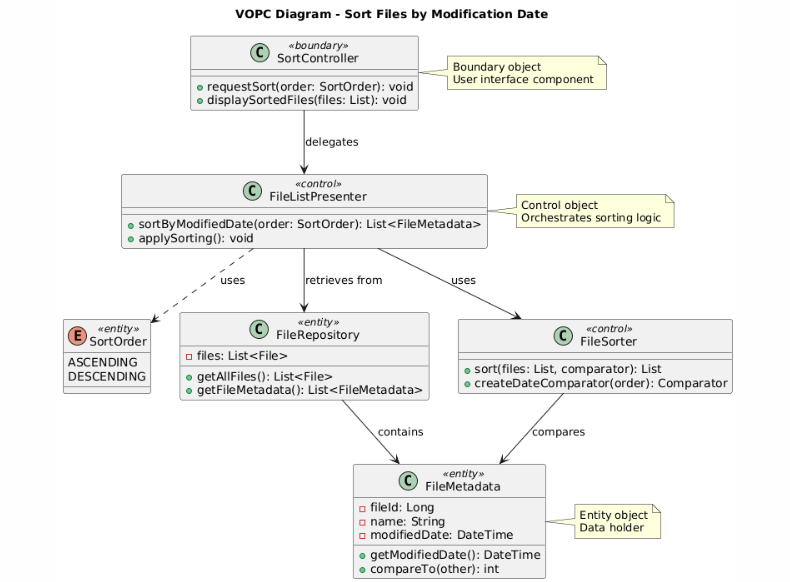 VOPC Diagram - Sort Files by Modification Date
«boundary»
C
SortController
requestSort(order: SortOrder): void
displaySortedFiles(files: List): void
Boundary object
User interface component
delegates
«control»
C
FileListPresenter
sortByModifiedDate(order: SortOrder): List<FileMetadata>
applySorting(): void
Control object
Orchestrates sorting logic
uses
retrieves from
uses
«entity»
E
SortOrder
ASCENDING
DESCENDING
«entity»
C
FileRepository
files: List<File>
getAllFiles(): List<File>
getFileMetadata(): List<FileMetadata>
«control»
C
FileSorter
sort(files: List, comparator): List
createDateComparator(order): Comparator
contains
compares
«entity»
C
FileMetadata
fileId: Long
name: String
modifiedDate: DateTime
getModifiedDate(): DateTime
compareTo(other): int
Entity object
Data holder